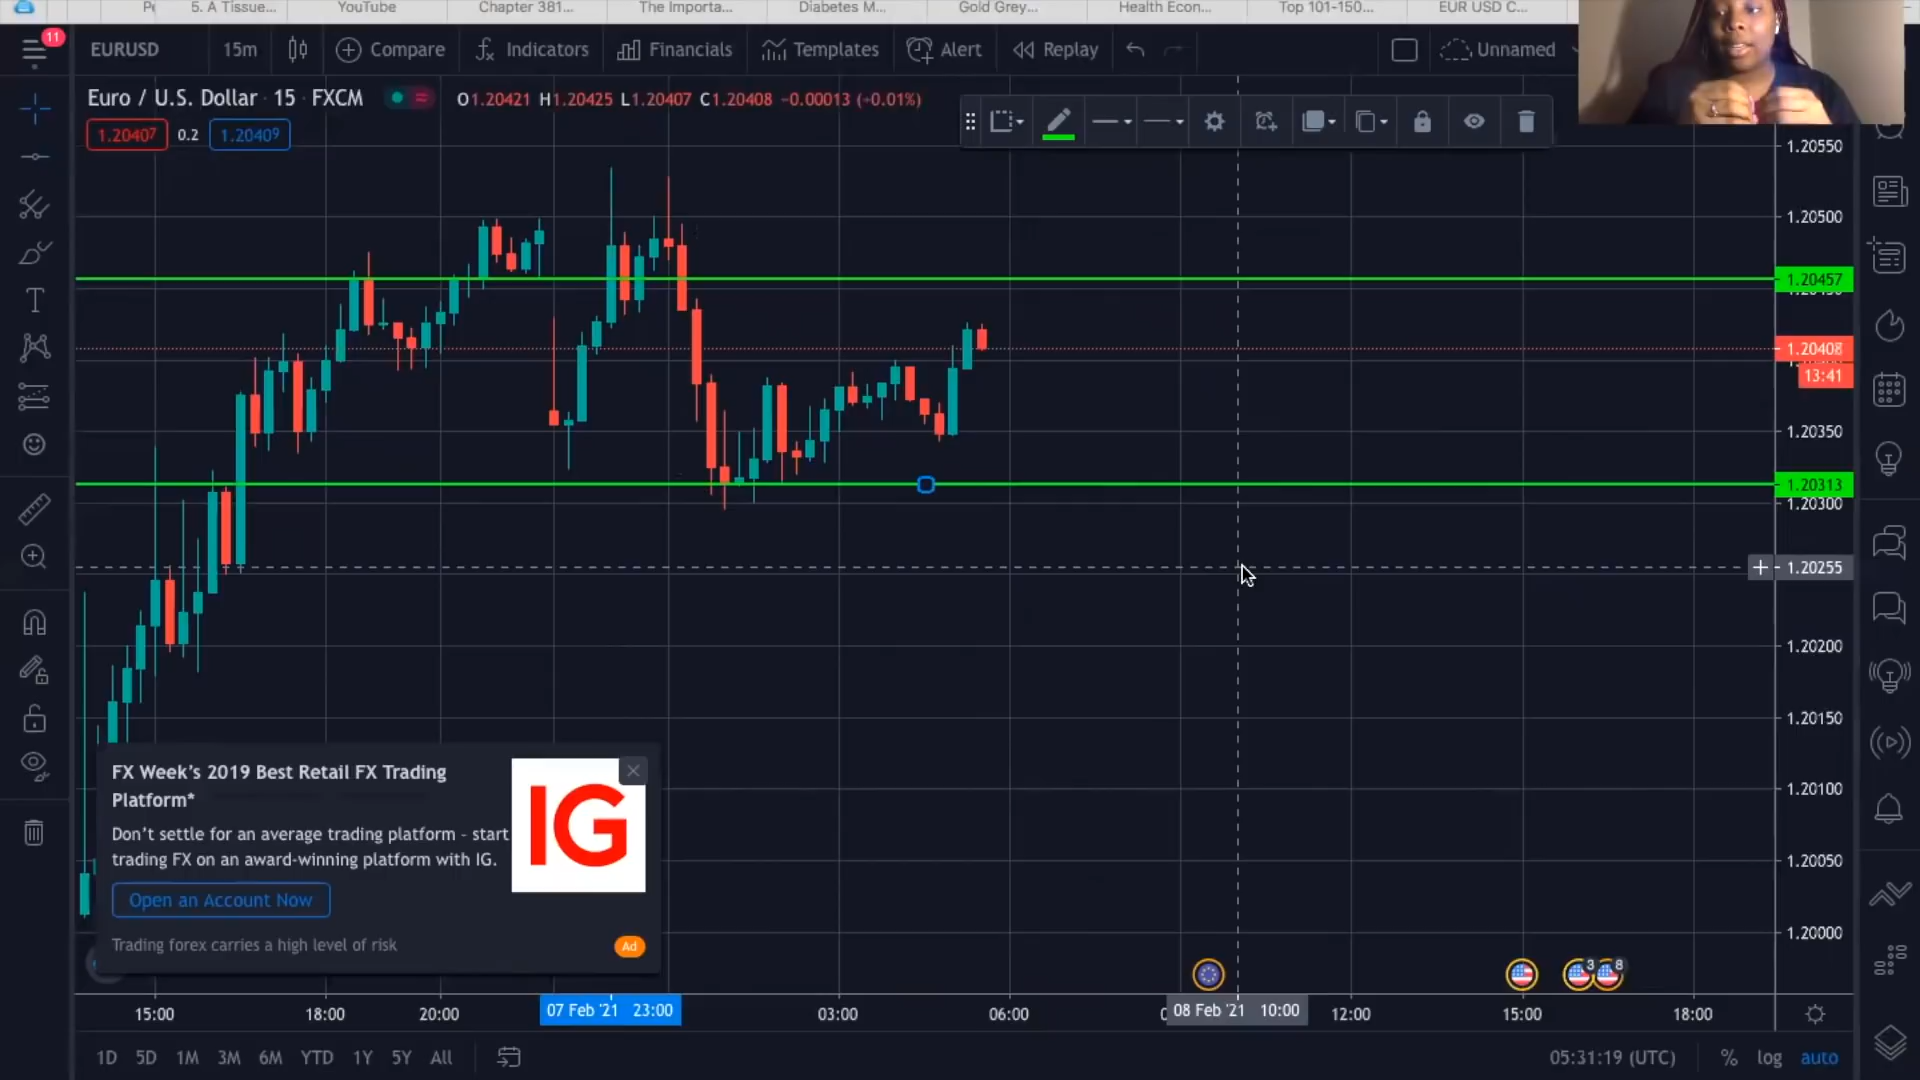 5. A Tissue...
YouTube
Chapter 381...
The Importa...
Diabetes M...
Gold Grey...
Health Econ...
Top 101-150...
EUR USD C...
11
EURUSD
15m
Compare
Indicators
Financials
Templates
Alert
Replay
Unnamed
Euro / U.S. Dollar · 15 · FXCM
O1.20421 H1.20425 L1.20407 C1.20408 -0.00013 (-0.01%)
1.20407
0.2
1.20409
1.20550
1.20500
1.20457
1.20408
13:41
1.20350
1.20313
1.20300
1.20255
1.20200
1.20150
1.20100
1.20050
1.20000
FX Week's 2019 Best Retail FX Trading
Platform*
Don't settle for an average trading platform - start
trading FX on an award-winning platform with IG.
IG
Open an Account Now
Trading forex carries a high level of risk
Ad
3
8
15:00
18:00
20:00
07 Feb '21 23:00
03:00
06:00
08 Feb '21 10:00
12:00
15:00
18:00
1D
5D
1M
3M
6M
YTD
1Y
5Y
All
05:31:19 (UTC)
%
log
auto